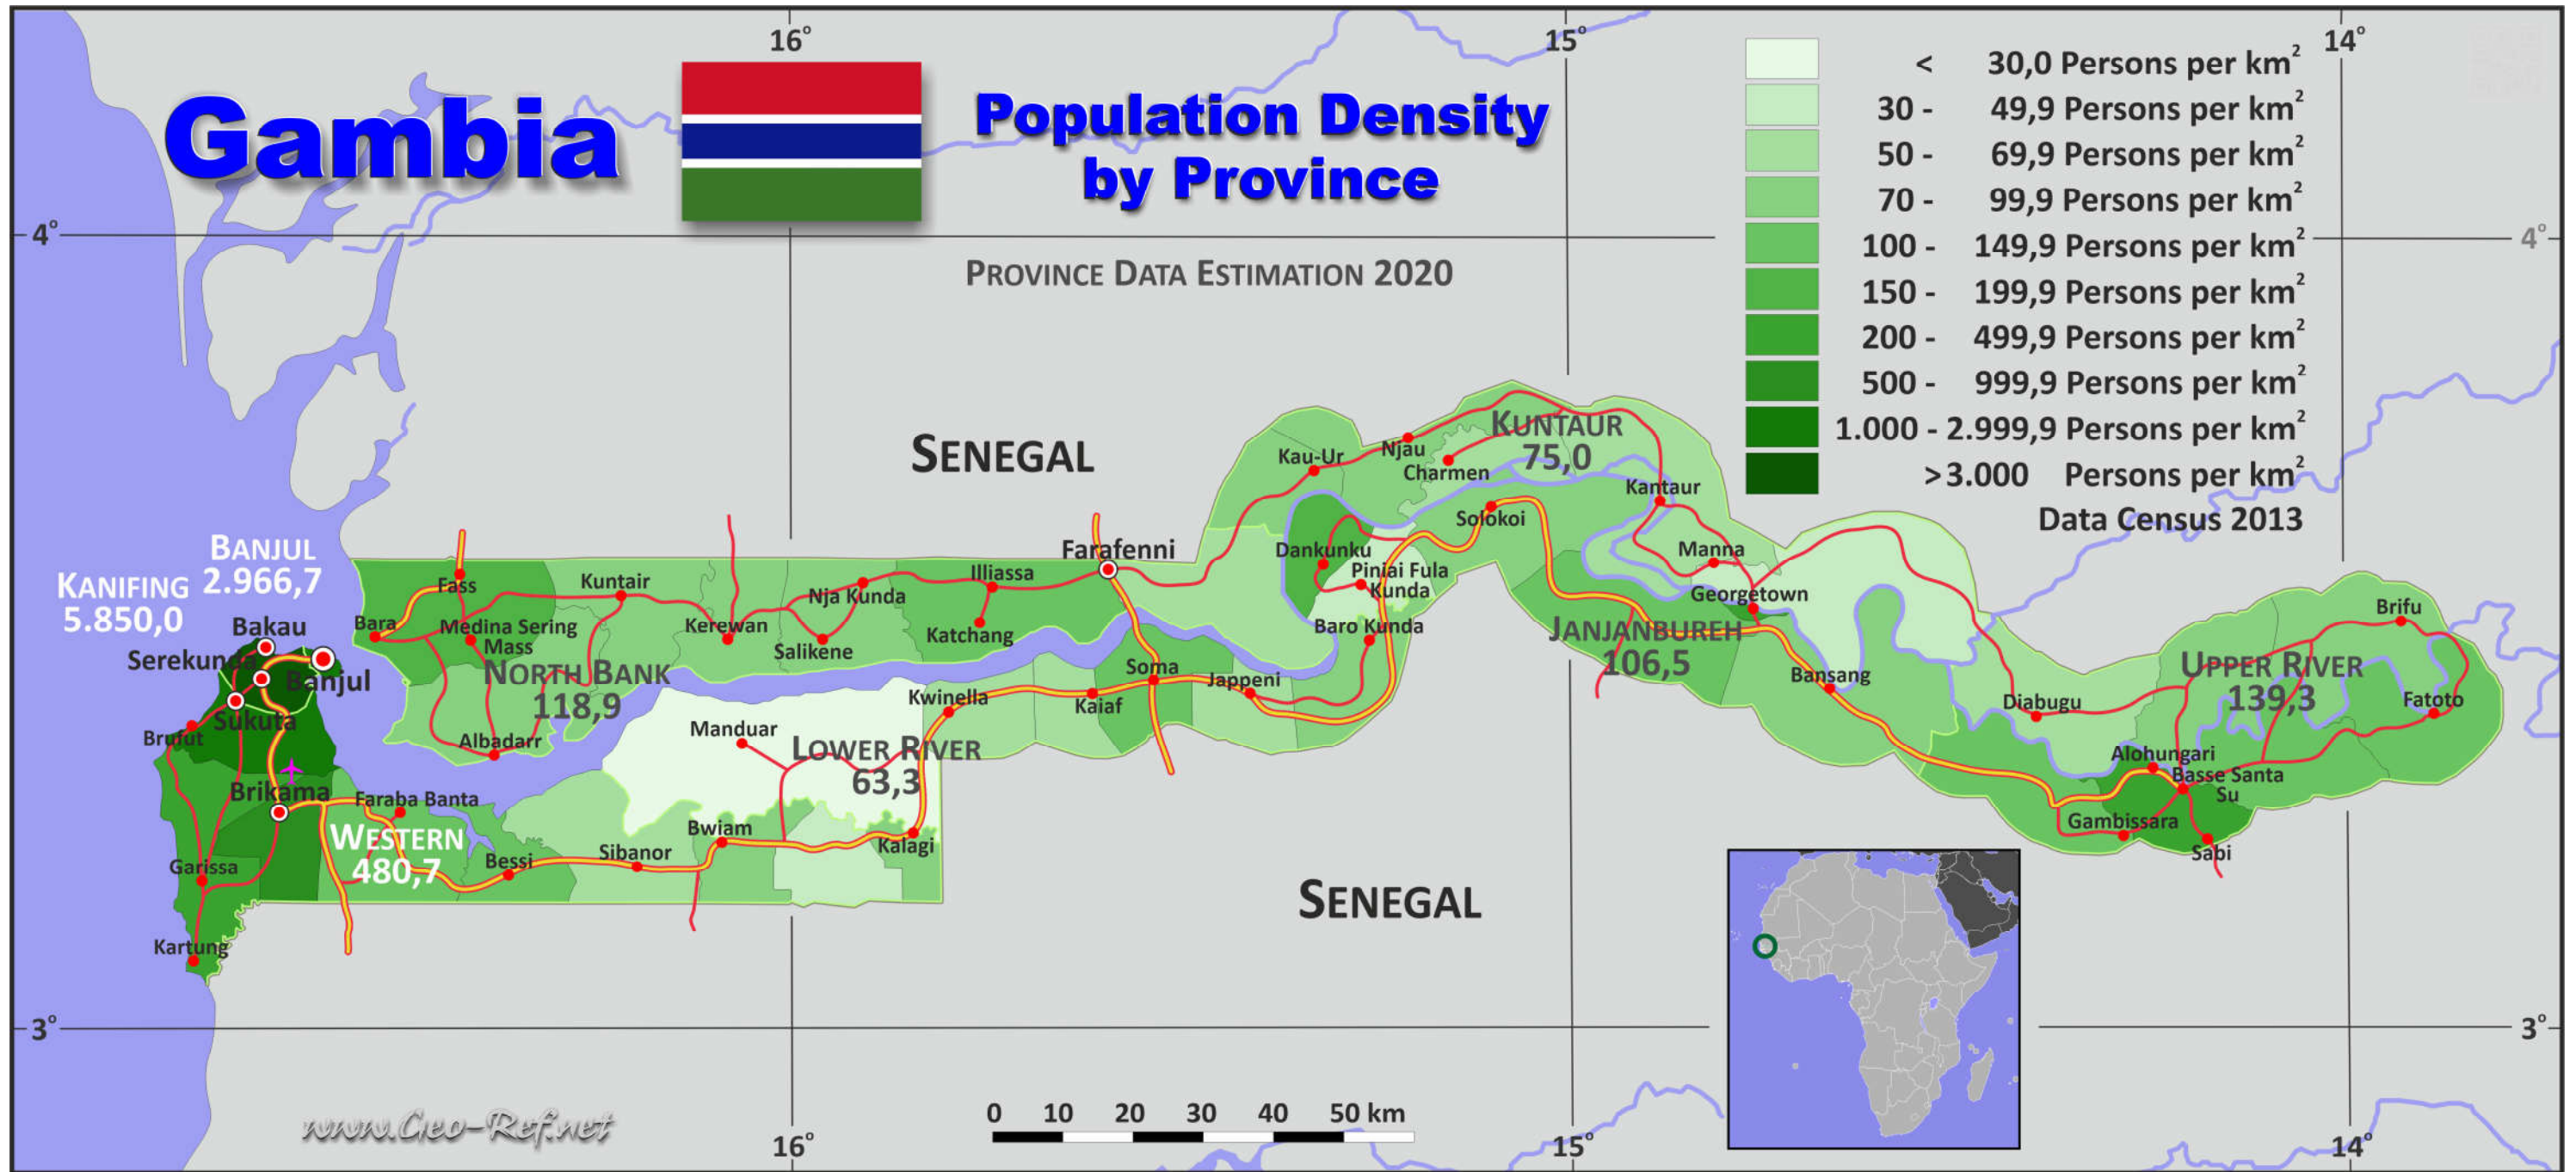 16°
15°
14°
Gambia
Population Density
by Province
PROVINCE DATA ESTIMATION 2020
< 30,0 Persons per km²
30 - 49,9 Persons per km²
50 - 69,9 Persons per km²
70 - 99,9 Persons per km²
100 - 149,9 Persons per km²
150 - 199,9 Persons per km²
200 - 499,9 Persons per km²
500 - 999,9 Persons per km²
1.000 - 2.999,9 Persons per km²
>3.000 Persons per km²
Data Census 2013
4°
4°
SENEGAL
KUNTAUR
75,0
Kau-Ur
Njau
Charmen
Kantaur
Solokoi
BANJUL
2.966,7
KANIFING
5.850,0
Bakau
Serekunda
Banjul
Sukuta
Brufut
Brikama
Fass
Bara
Medina Sering
Mass
Kuntair
NORTH BANK
118,9
Albadarr
Kerewan
Nja Kunda
Salikene
Illiassa
Katchang
Farafenni
Dankunku
Piniai Fula
Kunda
Baro Kunda
Manna
Georgetown
JANJANBUREH
106,5
Bansang
Soma
Jappeni
Kaiaf
Kwinella
Manduar
LOWER RIVER
63,3
Brifu
UPPER RIVER
139,3
Diabugu
Fatoto
Alohungari
Basse Santa
Su
Gambissara
Sabi
Faraba Banta
WESTERN
480,7
Bessi
Sibanor
Bwiam
Kalagi
Garissa
Kartung
SENEGAL
3°
3°
www.Geo-Ref.net
0 10 20 30 40 50 km
16°
15°
14°